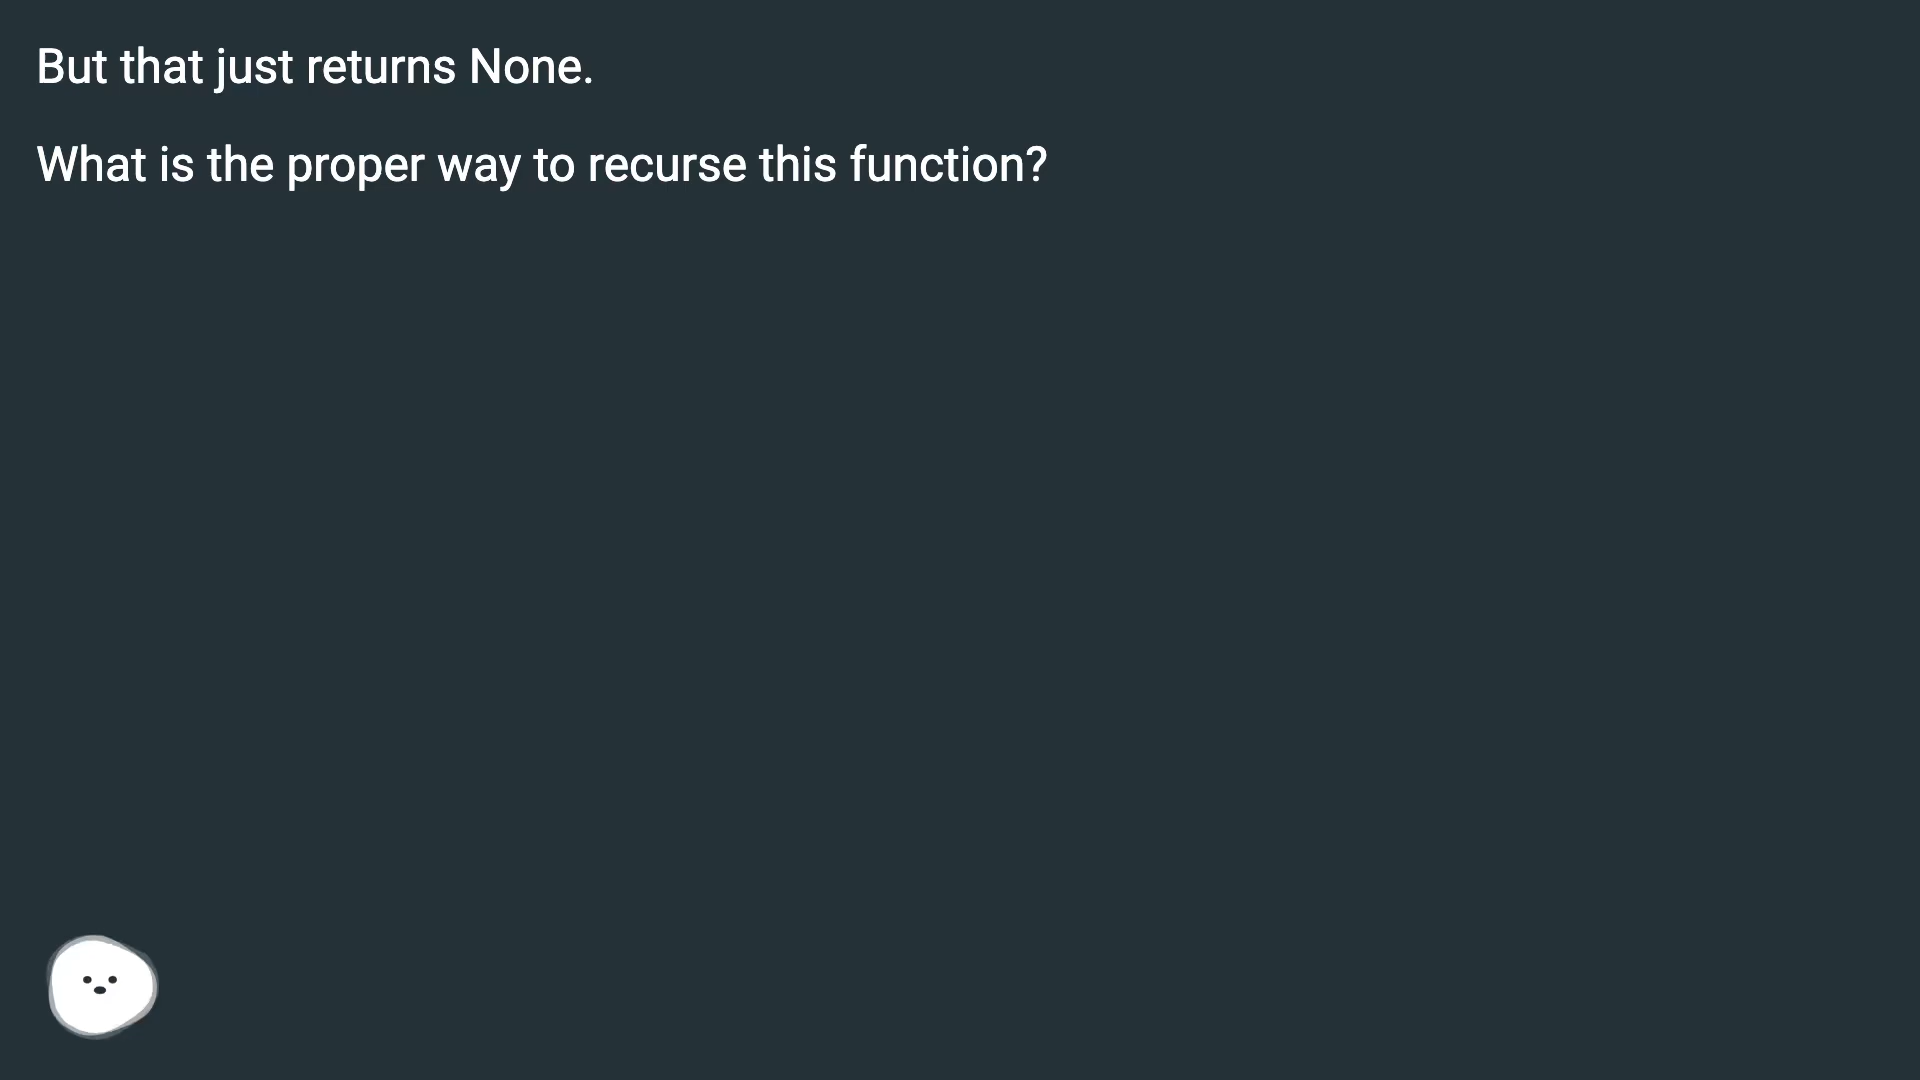 But that just returns None.
What is the proper way to recurse this function?